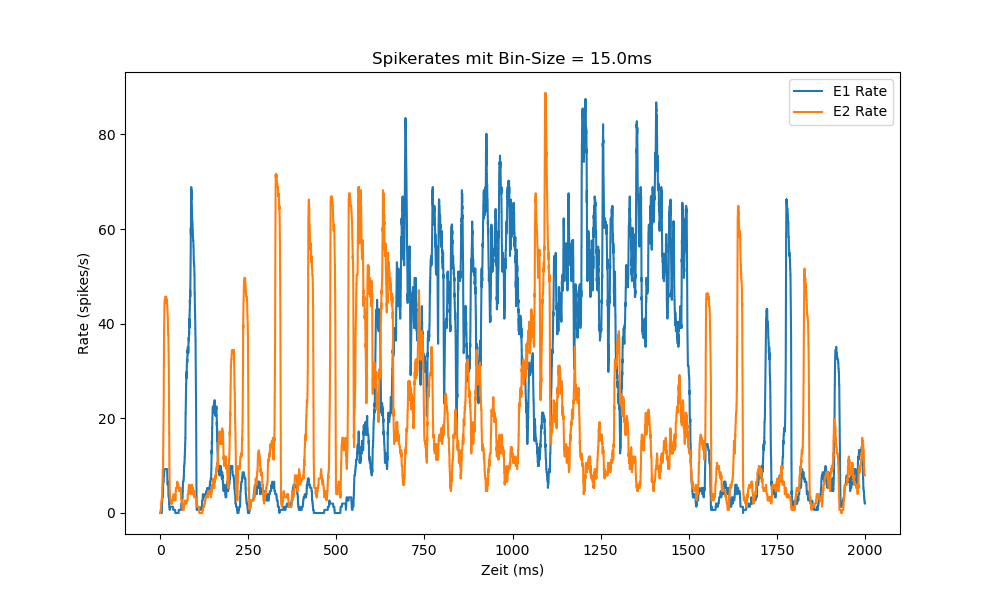 Spikerates mit Bin-Size = 15.0ms
E1 Rate
E2 Rate
80
60
40
20
0
Rate (spikes/s)
0 250 500 750 1000 1250 1500 1750 2000
Zeit (ms)